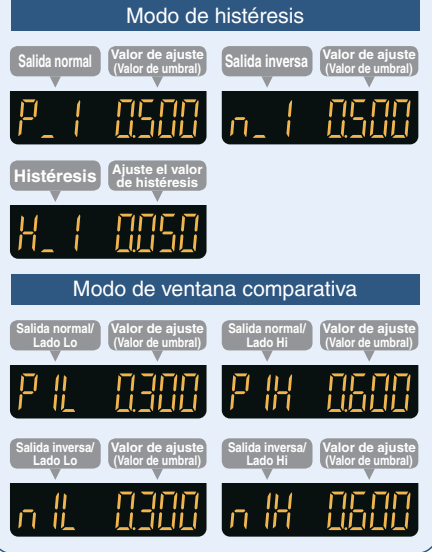 Modo de histéresis
Salida normal
Valor de ajuste
(Valor de umbral)
Salida inversa
Valor de ajuste
(Valor de umbral)
P_1 0.500
n_1 0.500
Histéresis
Ajuste el valor
de histéresis
H_1 0.050
Modo de ventana comparativa
Salida normal/
Lado Lo
Valor de ajuste
(Valor de umbral)
Salida normal/
Lado Hi
Valor de ajuste
(Valor de umbral)
P 1L 0.300
P 1H 0.600
Salida inversa/
Lado Lo
Valor de ajuste
(Valor de umbral)
Salida inversa/
Lado Hi
Valor de ajuste
(Valor de umbral)
n 1L 0.300
n 1H 0.600